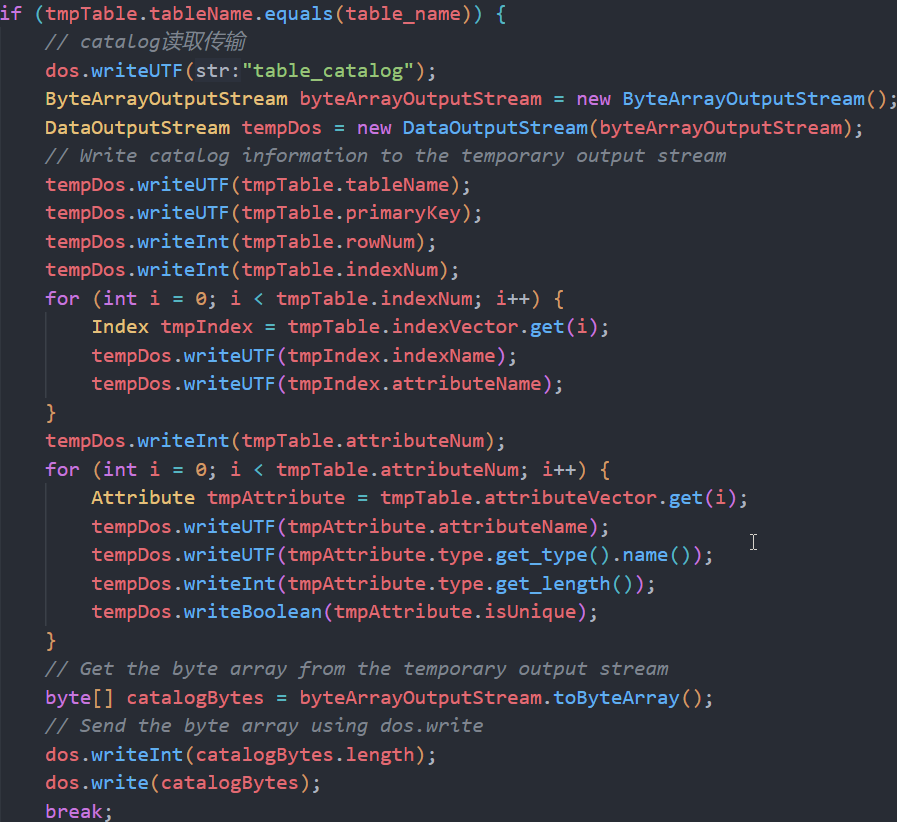 if (tmpTable.tableName.equals(table_name)) {
    // catalog读取传输
    dos.writeUTF(str:"table_catalog");
    ByteArrayOutputStream byteArrayOutputStream = new ByteArrayOutputStream();
    DataOutputStream tempDos = new DataOutputStream(byteArrayOutputStream);
    // Write catalog information to the temporary output stream
    tempDos.writeUTF(tmpTable.tableName);
    tempDos.writeUTF(tmpTable.primaryKey);
    tempDos.writeInt(tmpTable.rowNum);
    tempDos.writeInt(tmpTable.indexNum);
    for (int i = 0; i < tmpTable.indexNum; i++) {
        Index tmpIndex = tmpTable.indexVector.get(i);
        tempDos.writeUTF(tmpIndex.indexName);
        tempDos.writeUTF(tmpIndex.attributeName);
    }
    tempDos.writeInt(tmpTable.attributeNum);
    for (int i = 0; i < tmpTable.attributeNum; i++) {
        Attribute tmpAttribute = tmpTable.attributeVector.get(i);
        tempDos.writeUTF(tmpAttribute.attributeName);
        tempDos.writeUTF(tmpAttribute.type.get_type().name());
        tempDos.writeInt(tmpAttribute.type.get_length());
        tempDos.writeBoolean(tmpAttribute.isUnique);
    }
    // Get the byte array from the temporary output stream
    byte[] catalogBytes = byteArrayOutputStream.toByteArray();
    // Send the byte array using dos.write
    dos.writeInt(catalogBytes.length);
    dos.write(catalogBytes);
    break;